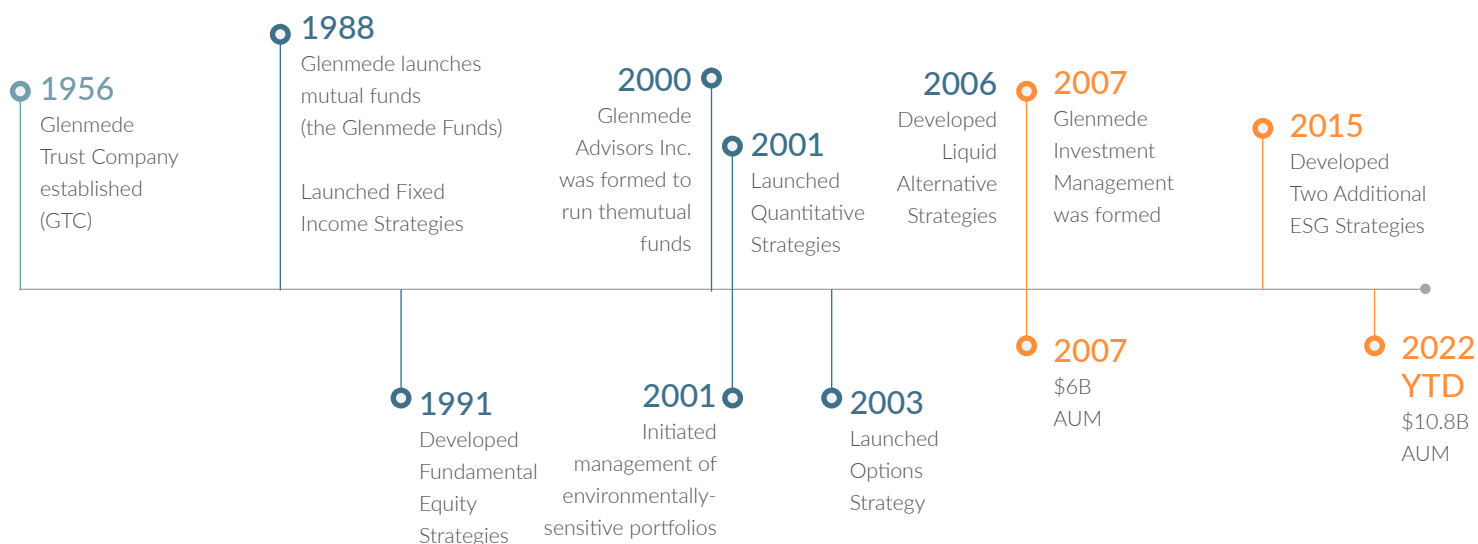 1956
Glenmede
Trust Company
established
(GTC)
1988
Glenmede launches
mutual funds
(the Glenmede Funds)
Launched Fixed
Income Strategies
2000
Glenmede
Advisors Inc.
was formed to
run themutual
funds
2001
Launched
Quantitative
Strategies
2006
Developed
Liquid
Alternative
Strategies
2007
Glenmede
Investment
Management
was formed
2015
Developed
Two Additional
ESG Strategies
1991
Developed
Fundamental
Equity
Strategies
2001
Initiated
management of
environmentally-
sensitive portfolios
2003
Launched
Options
Strategy
2007
$6B
AUM
2022
YTD
$10.8B
AUM